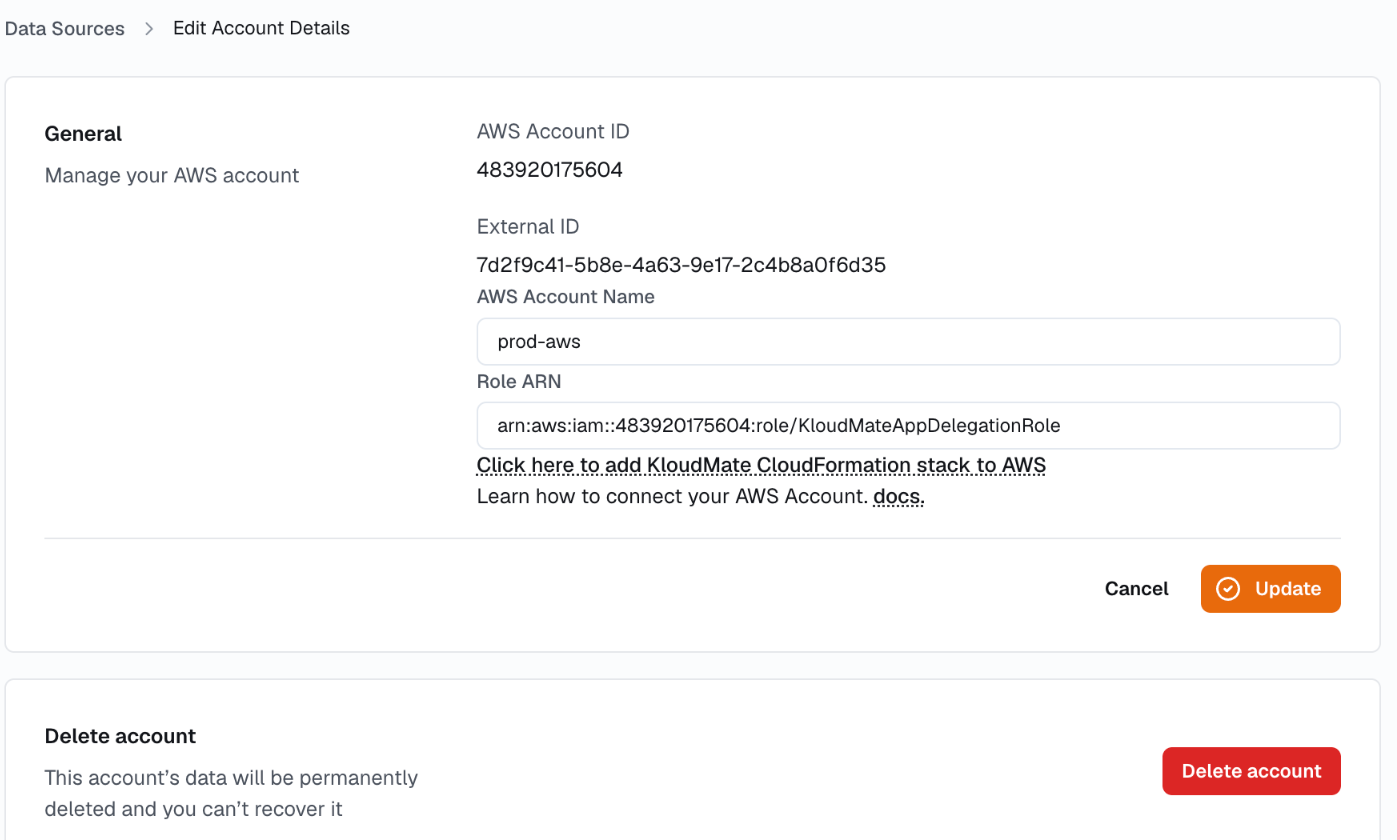 Data Sources > Edit Account Details
General
Manage your AWS account
AWS Account ID
483920175604
External ID
7d2f9c41-5b8e-4a63-9e17-2c4b8a0f6d35
AWS Account Name
prod-aws
Role ARN
arn:aws:iam::483920175604:role/KloudMateAppDelegationRole
Click here to add KloudMate CloudFormation stack to AWS
Learn how to connect your AWS Account. docs.
Cancel
Update
Delete account
This account’s data will be permanently
deleted and you can’t recover it
Delete account